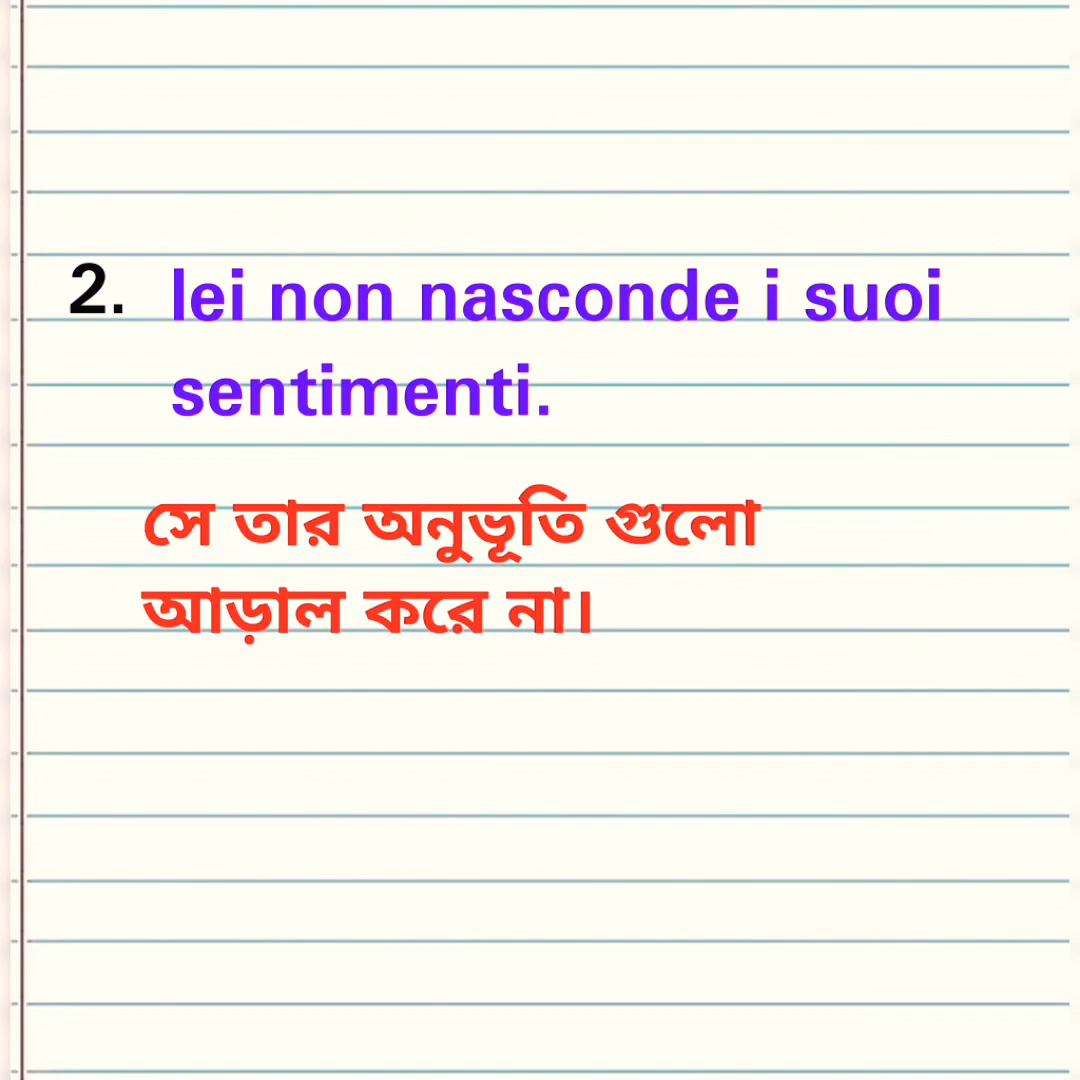 2. lei non nasconde i suoi
sentimenti.
সে তার অনুভূতি গুলো
আড়াল করে না।